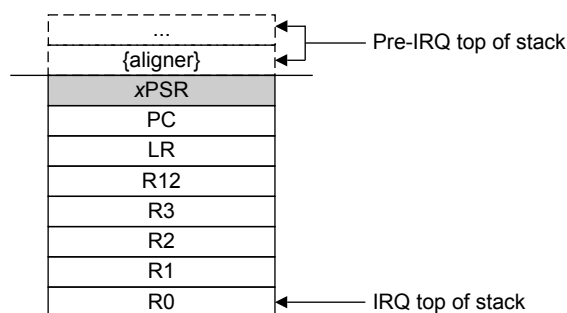 ...
Pre-IRQ top of stack
{aligner}
xPSR
PC
LR
R12
R3
R2
R1
R0
IRQ top of stack